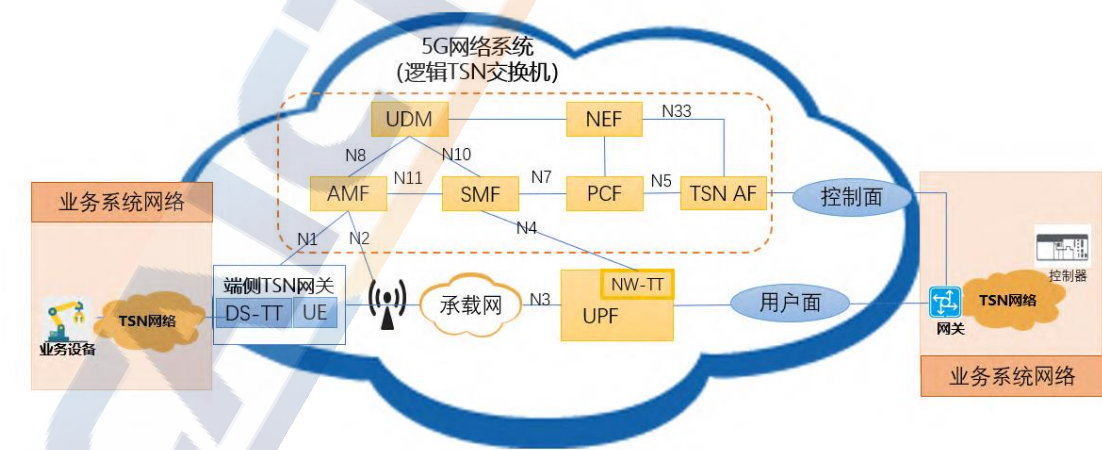 5G网络系统
(逻辑TSN交换机)
UDM
NEF
N33
N8
N10
AMF
N11
SMF
N7
PCF
N5
TSN AF
控制面
N1
N2
N4
业务系统网络
TSN网络
业务设备
端侧TSN网关
DS-TT
UE
承载网
N3
NW-TT
UPF
用户面
控制器
TSN网络
网关
业务系统网络